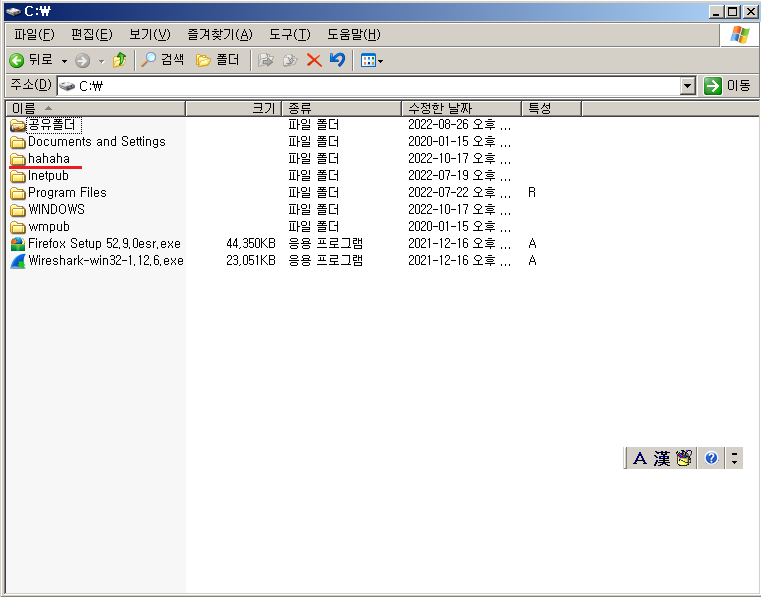 C:₩
파일(F) 편집(E) 보기(V) 즐겨찾기(A) 도구(T) 도움말(H)
뒤로 검색 폴더
주소(D) C:₩ 이동
이름 크기 종류 수정한 날짜 특성
공유폴더 파일 폴더 2022-08-26 오후 ...
Documents and Settings 파일 폴더 2020-01-15 오후 ...
hahaha 파일 폴더 2022-10-17 오후 ...
Inetpub 파일 폴더 2022-07-19 오후 ...
Program Files 파일 폴더 2022-07-22 오후 ... R
WINDOWS 파일 폴더 2022-10-17 오후 ...
wmpub 파일 폴더 2020-01-15 오후 ...
Firefox Setup 52.9.0esr.exe 44,350KB 응용 프로그램 2021-12-16 오후 ... A
Wireshark-win32-1.12.6.exe 23,051KB 응용 프로그램 2021-12-16 오후 ... A
A 漢 ?